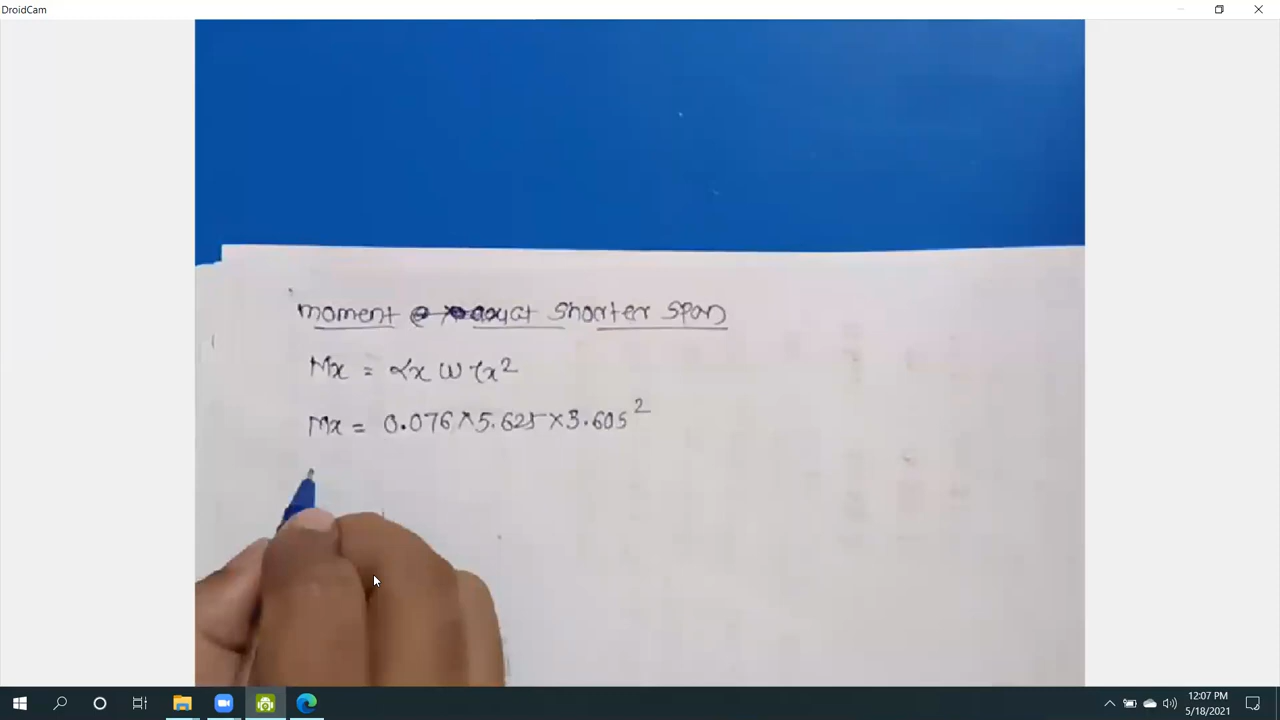 DroidCam
moment shorter span
Mx = αx w lx²
Mx = 0.076 × 5.625 × 3.605²
12:07 PM
5/18/2021